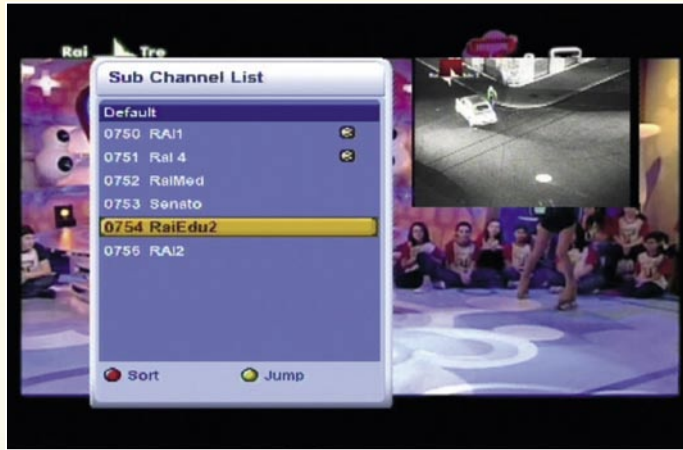 Rai Tre
Sub Channel List
Default
0750 RAI1
0751 Rai 4
0752 RaiMed
0753 Senato
0754 RaiEdu2
0756 RAI2
Sort Jump